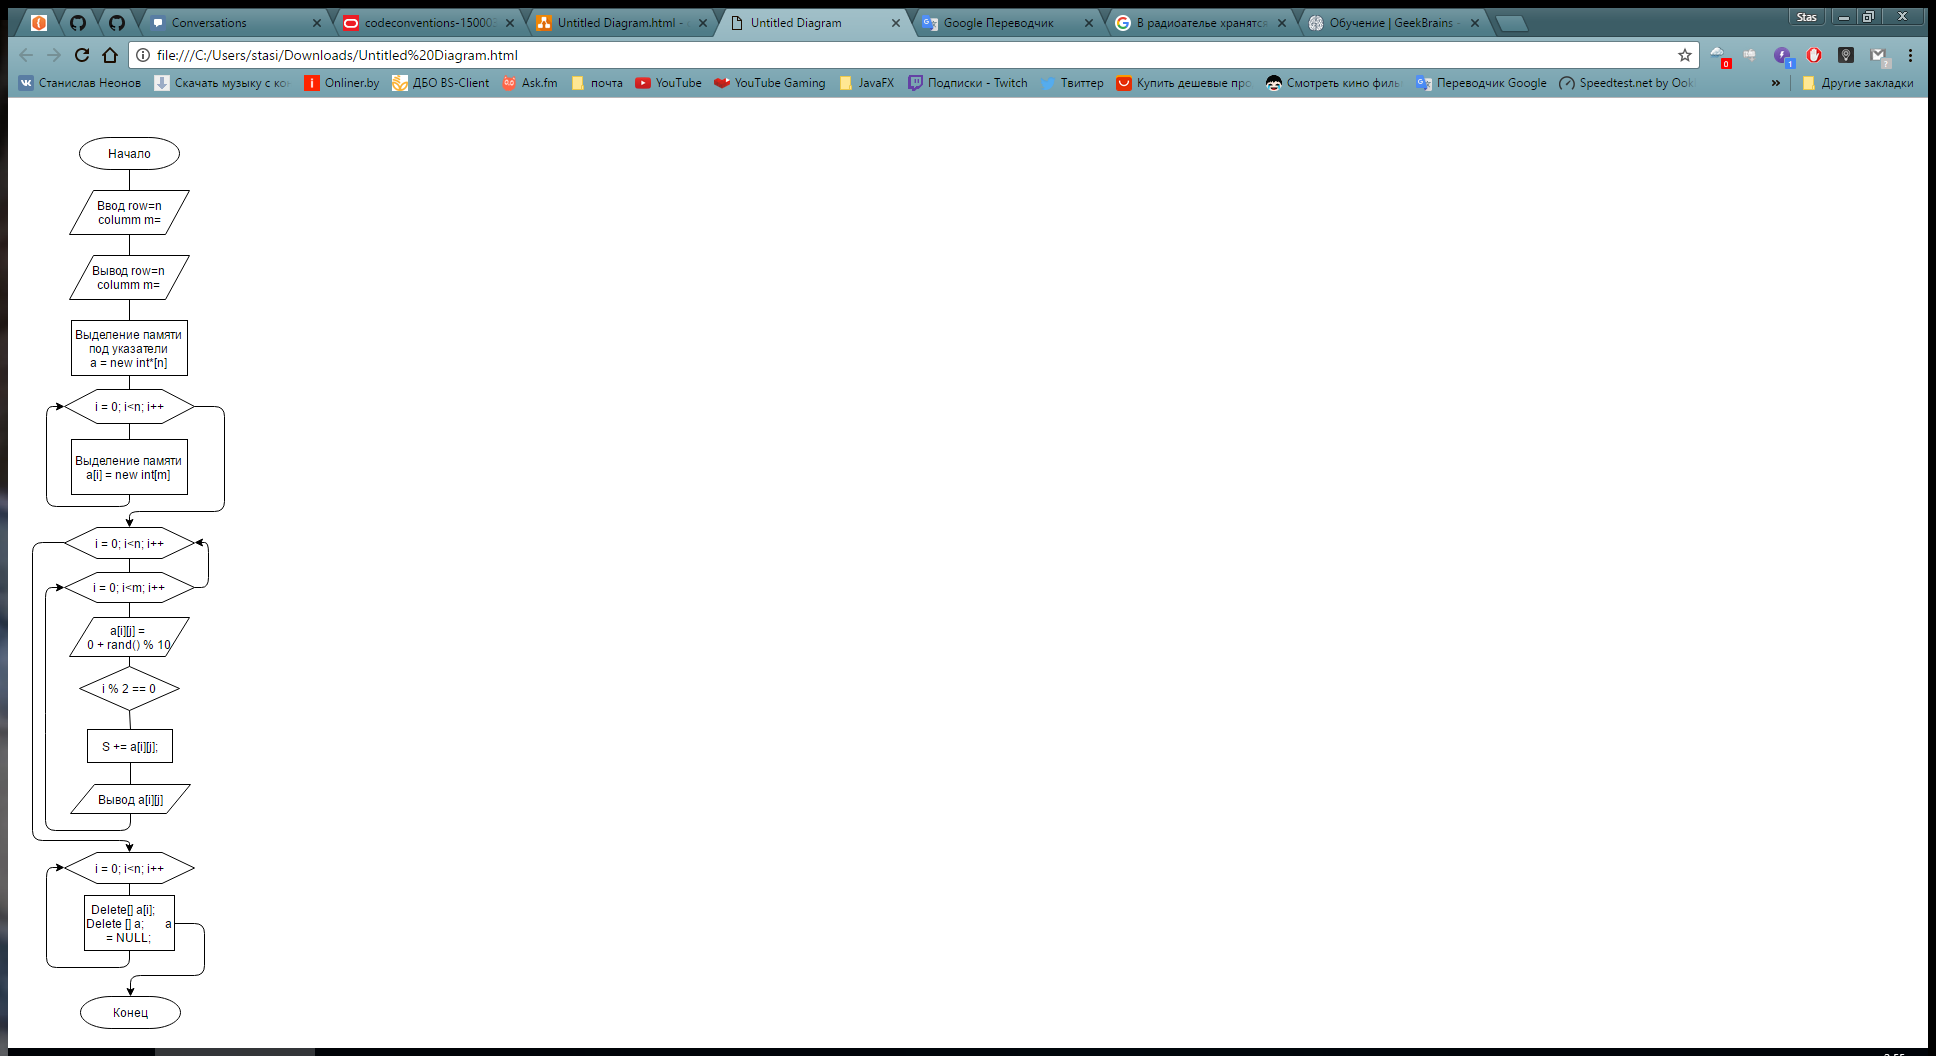 Conversations
codeconventions-15000
Untitled Diagram.html -
Untitled Diagram
Google Переводчик
В радиоателье хранятся
Обучение | GeekBrains -
Stas
file:///C:/Users/stasi/Downloads/Untitled%20Diagram.html
0
1
?
Станислав Неонов
Скачать музыку с кон
Onliner.by
ДБО BS-Client
Ask.fm
почта
YouTube
YouTube Gaming
JavaFX
Подписки - Twitch
Твиттер
Купить дешевые про
Смотреть кино филь
Переводчик Google
Speedtest.net by Ook
»
Другие закладки
Начало
Ввод row=n
columm m=
Вывод row=n
columm m=
Выделение памяти
под указатели
a = new int*[n]
i = 0; i<n; i++
Выделение памяти
a[i] = new int[m]
i = 0; i<n; i++
i = 0; i<m; i++
a[i][j] =
0 + rand() % 10
i % 2 == 0
S += a[i][j];
Вывод a[i][j]
i = 0; i<n; i++
Delete[] a[i];
Delete [] a; a
= NULL;
Конец